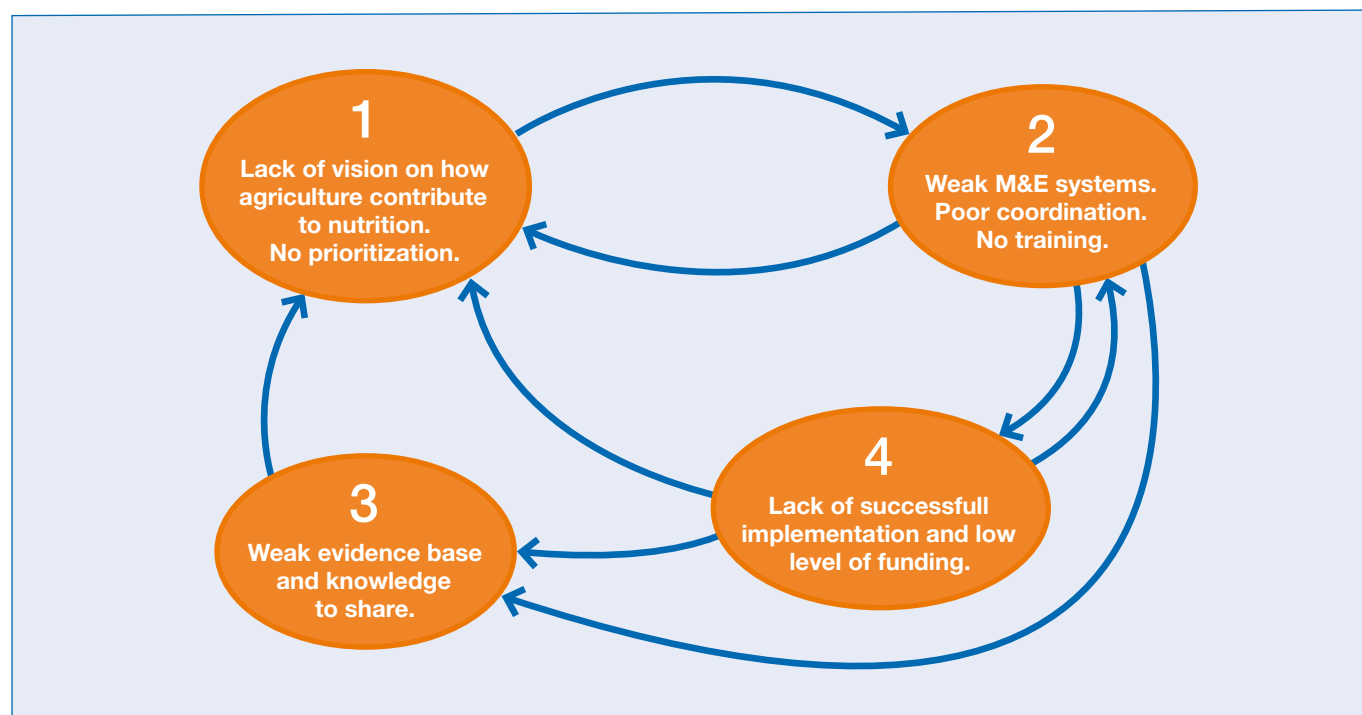 1
Lack of vision on how
agriculture contribute
to nutrition.
No prioritization.
2
Weak M&E systems.
Poor coordination.
No training.
3
Weak evidence base
and knowledge
to share.
4
Lack of successfull
implementation and low
level of funding.